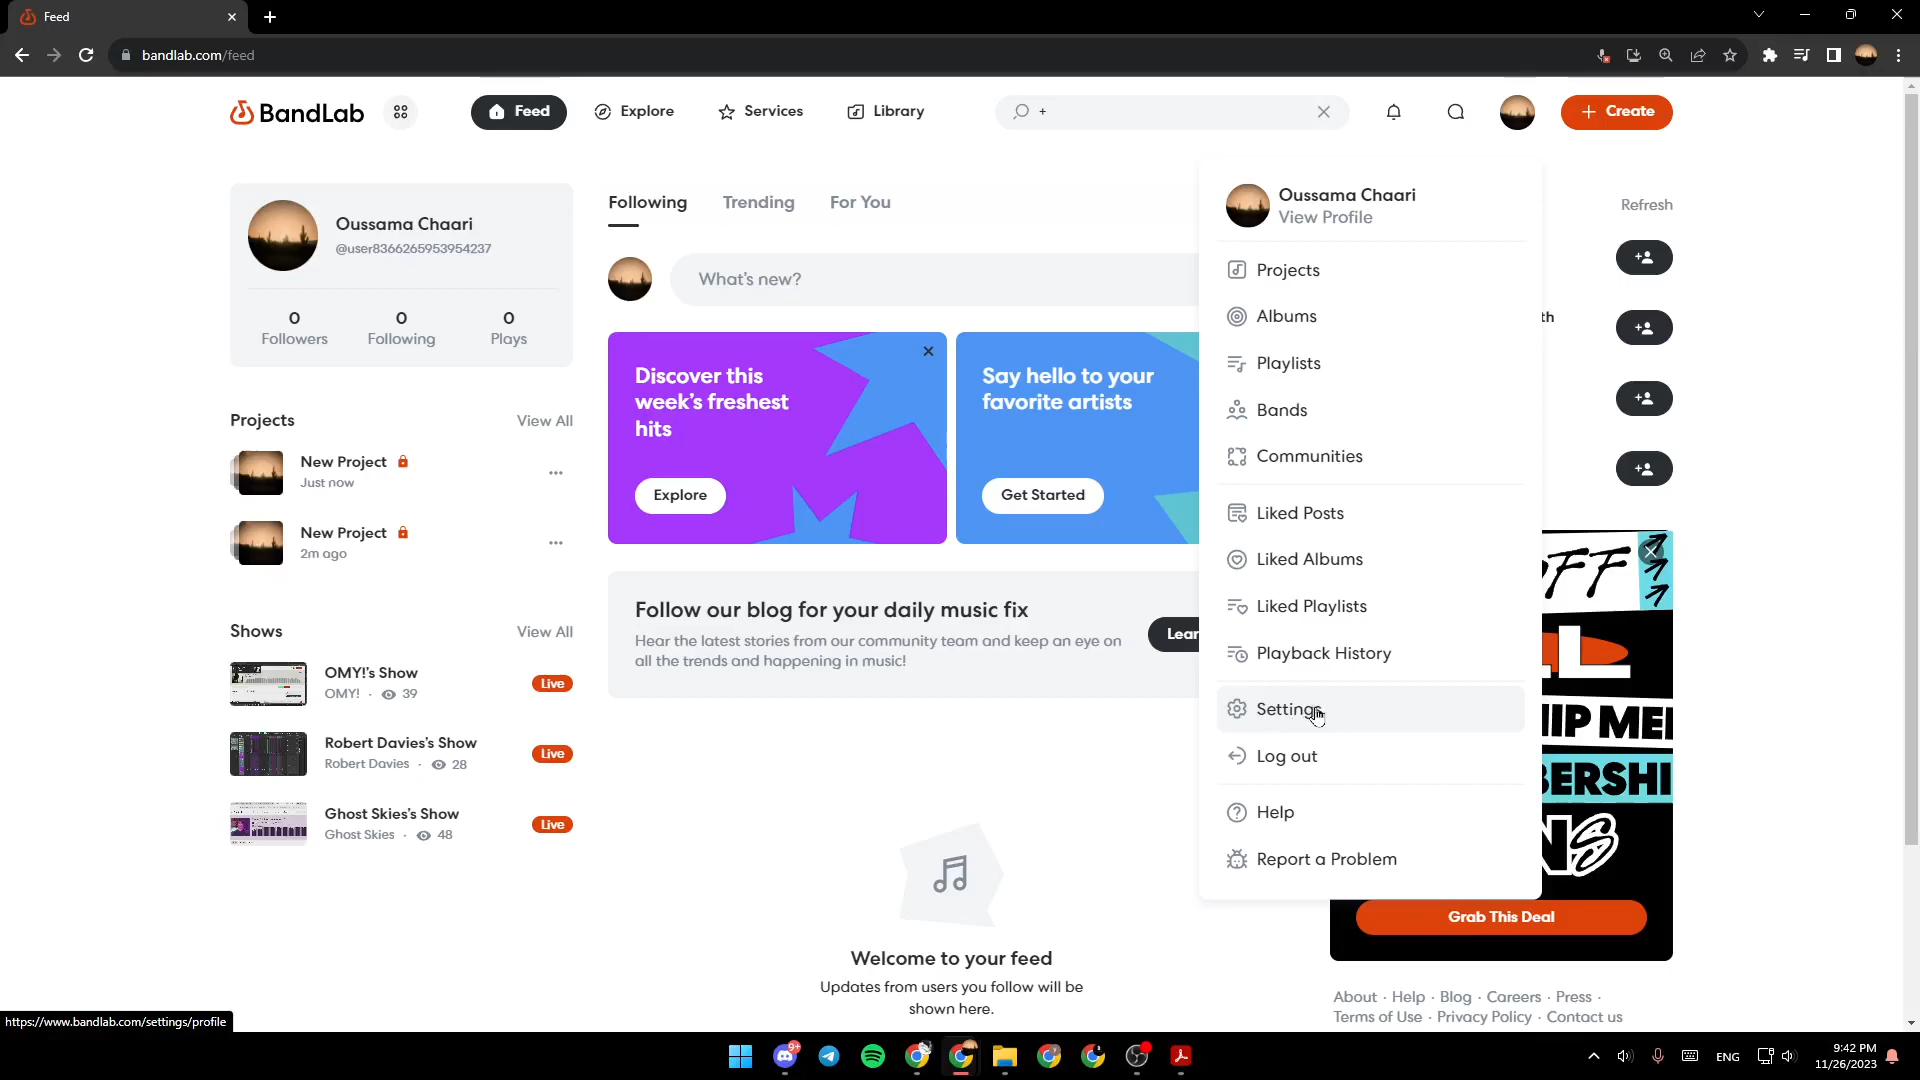 Feed
bandlab.com/feed
BandLab
Feed
Explore
Services
Library
+
Create
Oussama Chaari
@user8366265953954237
0
Followers
0
Following
0
Plays
Projects
View All
New Project
Just now
New Project
2m ago
Shows
View All
OMY!'s Show
OMY! · 39
Live
Robert Davies's Show
Robert Davies · 28
Live
Ghost Skies's Show
Ghost Skies · 48
Live
Following
Trending
For You
What's new?
Discover this
week's freshest
hits
Explore
Say hello to your
favorite artists
Get Started
Follow our blog for your daily music fix
Hear the latest stories from our community team and keep an eye on
all the trends and happening in music!
Lear
Welcome to your feed
Updates from users you follow will be
shown here.
Oussama Chaari
View Profile
Projects
Albums
Playlists
Bands
Communities
Liked Posts
Liked Albums
Liked Playlists
Playback History
Settings
Log out
Help
Report a Problem
Refresh
th
OFF
L
IP MEI
BERSHI
NS
Grab This Deal
About · Help · Blog · Careers · Press ·
Terms of Use · Privacy Policy · Contact us
https://www.bandlab.com/settings/profile
9+
ENG
9:42 PM
11/26/2023